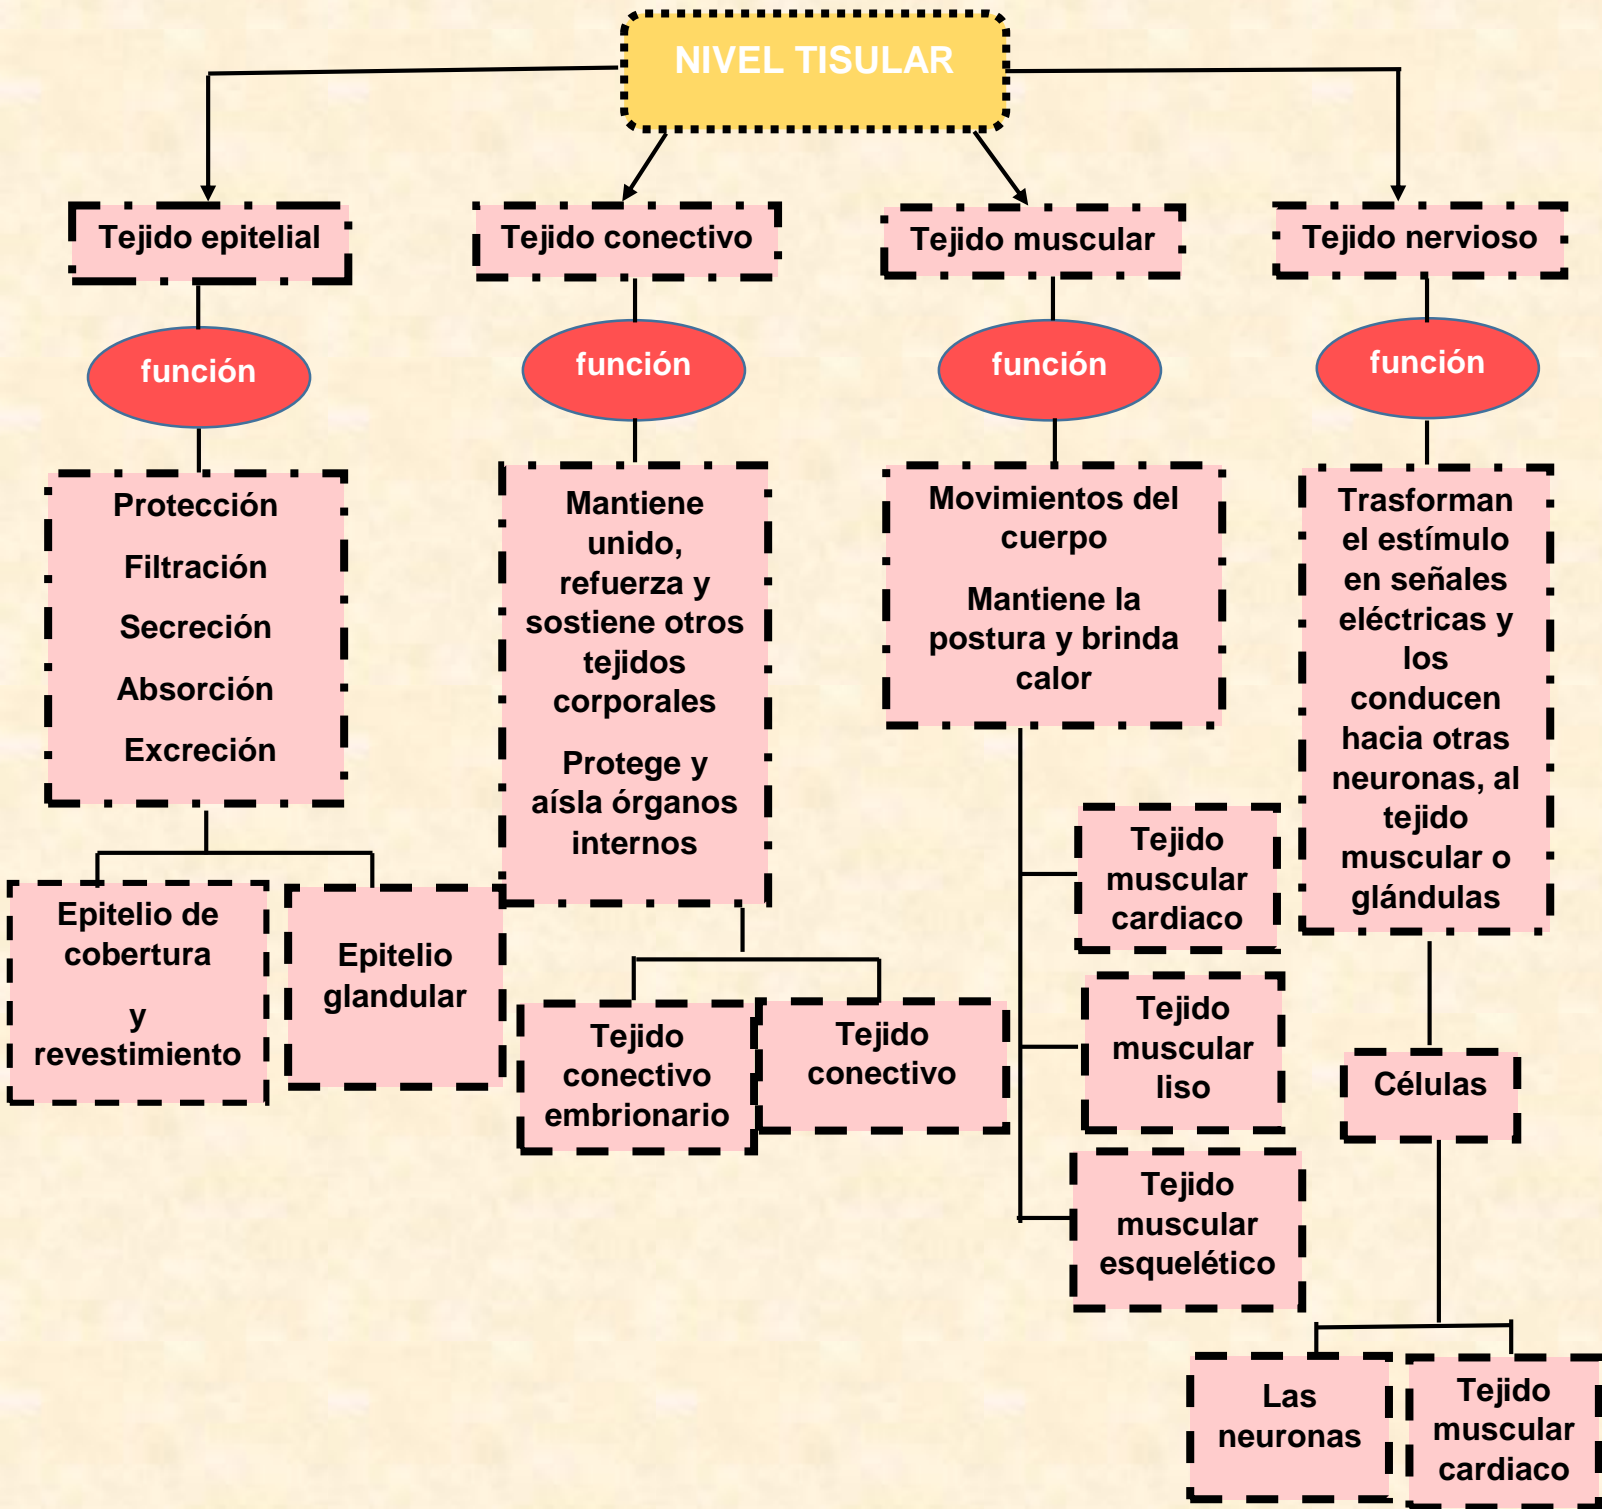 NIVEL TISULAR
Tejido epitelial
Tejido conectivo
Tejido muscular
Tejido nervioso
función
función
función
función
Protección
Filtración
Secreción
Absorción
Excreción
Mantiene
unido,
refuerza y
sostiene otros
tejidos
corporales
Protege y
aísla órganos
internos
Movimientos del
cuerpo
Mantiene la
postura y brinda
calor
Trasforman
el estímulo
en señales
eléctricas y
los
conducen
hacia otras
neuronas, al
tejido
muscular o
glándulas
Epitelio de
cobertura
y
revestimiento
Epitelio
glandular
Tejido
conectivo
embrionario
Tejido
conectivo
Tejido
muscular
cardiaco
Tejido
muscular
liso
Tejido
muscular
esquelético
Células
Las
neuronas
Tejido
muscular
cardiaco